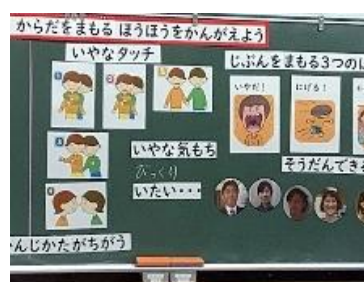 からだをまもる ほうほうをかんがえよう
いやなタッチ
じぶんをまもる3つの
いやだ!
にげる!
いやな気もち
びっくり
いたい・・・
そうだんでき
んじかたがちがう